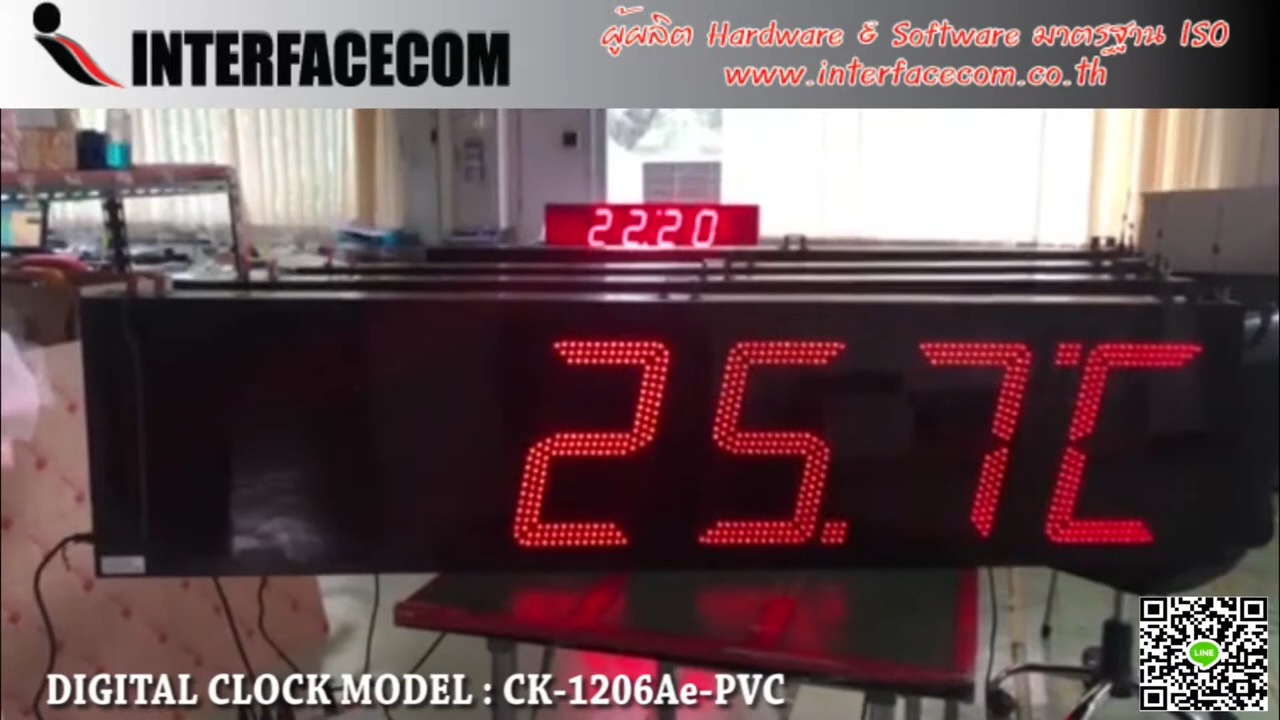 INTERFACECOM
ผู้ผลิต Hardware & Software มาตรฐาน ISO
www.interfacecom.co.th
22:20
25.7°C
LINE
DIGITAL CLOCK MODEL : CK-1206Ae-PVC